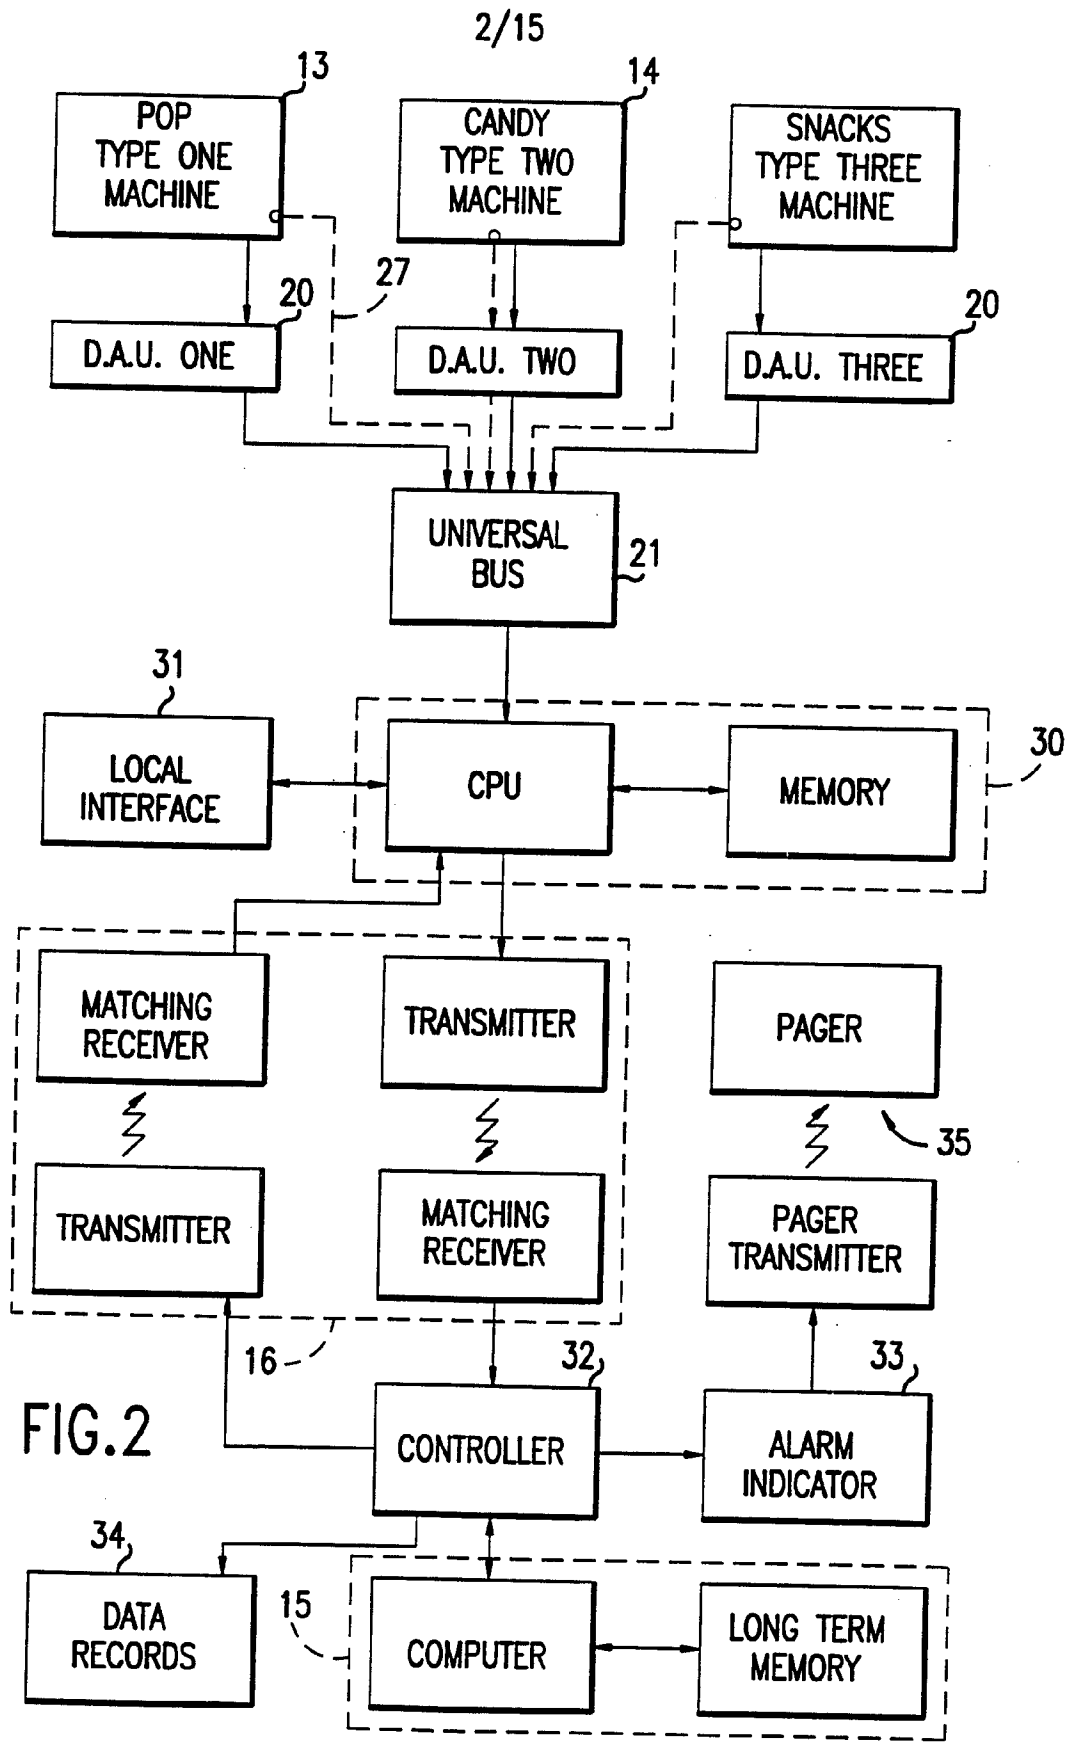 2/15
13
14
POP
TYPE ONE
MACHINE
CANDY
TYPE TWO
MACHINE
SNACKS
TYPE THREE
MACHINE
27
20
20
D.A.U. ONE
D.A.U. TWO
D.A.U. THREE
UNIVERSAL
BUS
21
31
30
LOCAL
INTERFACE
CPU
MEMORY
MATCHING
RECEIVER
TRANSMITTER
PAGER
35
TRANSMITTER
MATCHING
RECEIVER
PAGER
TRANSMITTER
16
32
33
FIG.2
CONTROLLER
ALARM
INDICATOR
34
15
DATA
RECORDS
COMPUTER
LONG TERM
MEMORY